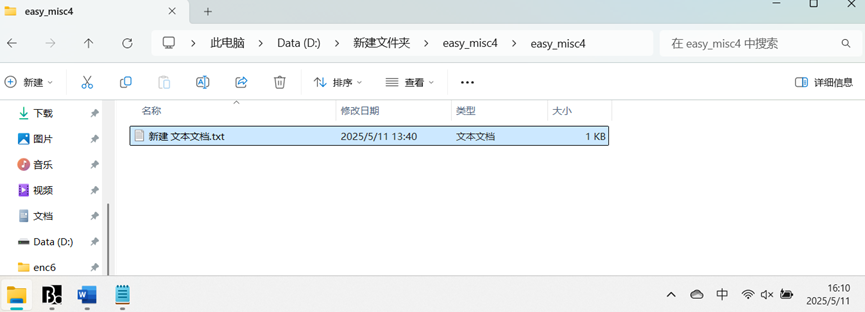 easy_misc4
此电脑 > Data (D:) > 新建文件夹 > easy_misc4 > easy_misc4
在 easy_misc4 中搜索
新建 排序 查看 ... 详细信息
名称 修改日期 类型 大小
新建 文本文档.txt 2025/5/11 13:40 文本文档 1 KB
下载
图片
音乐
视频
文档
Data (D:)
enc6
中 16:10
2025/5/11